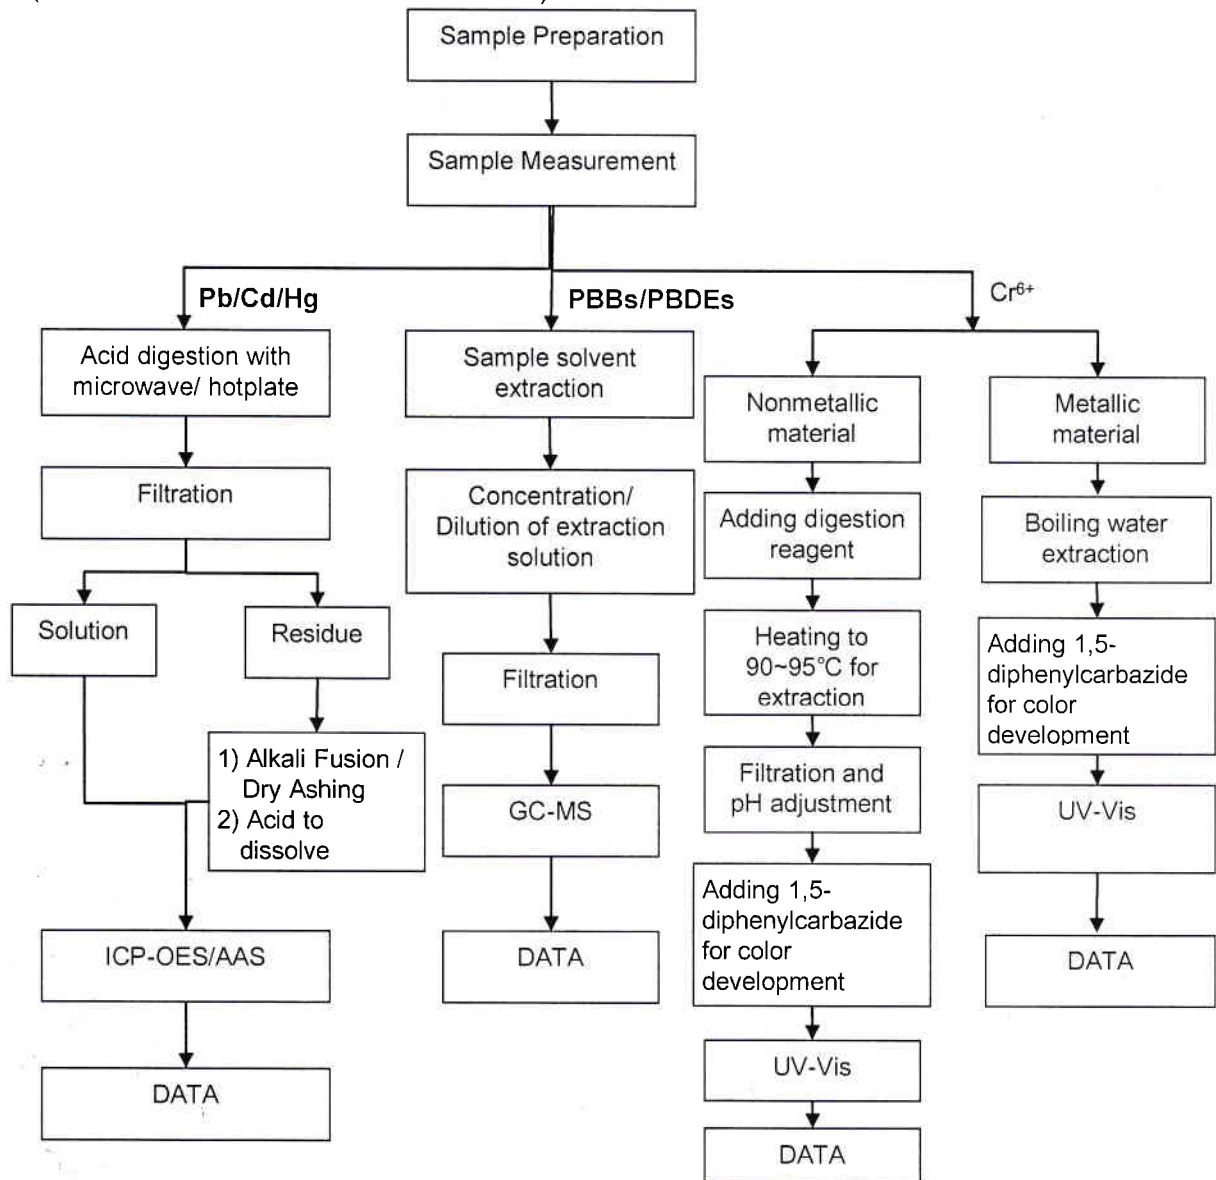 Sample Preparation
Sample Measurement
Pb/Cd/Hg
PBBs/PBDEs
Cr⁶⁺
Acid digestion with
microwave/ hotplate
Filtration
Solution
Residue
1) Alkali Fusion /
Dry Ashing
2) Acid to
dissolve
ICP-OES/AAS
DATA
Sample solvent
extraction
Concentration/
Dilution of extraction
solution
Filtration
GC-MS
DATA
Nonmetallic
material
Adding digestion
reagent
Heating to
90~95°C for
extraction
Filtration and
pH adjustment
Adding 1,5-
diphenylcarbazide
for color
development
UV-Vis
DATA
Metallic
material
Boiling water
extraction
Adding 1,5-
diphenylcarbazide
for color
development
UV-Vis
DATA